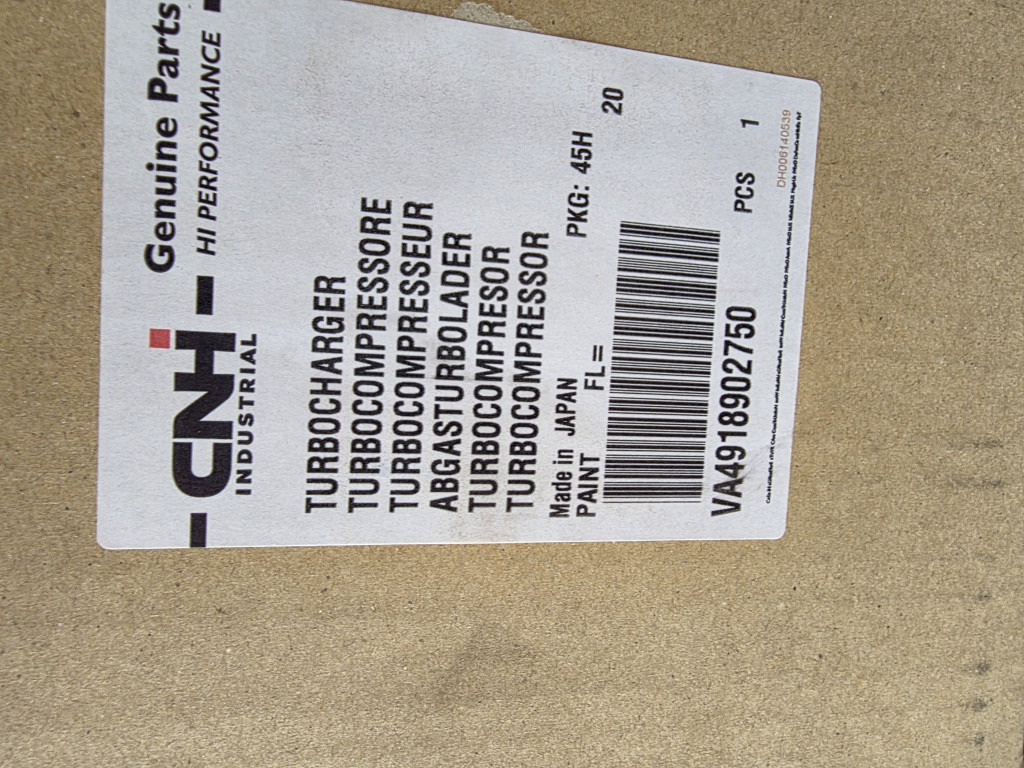 CNH
INDUSTRIAL
Genuine Parts
HI PERFORMANCE
TURBOCHARGER
TURBOCOMPRESSORE
TURBOCOMPRESSEUR
ABGASTURBOLADER
TURBOCOMPRESOR
TURBOCOMPRESSOR
Made in JAPAN PKG: 45H
PAINT FL= 20
VA4918902750 PCS 1
DH006140639